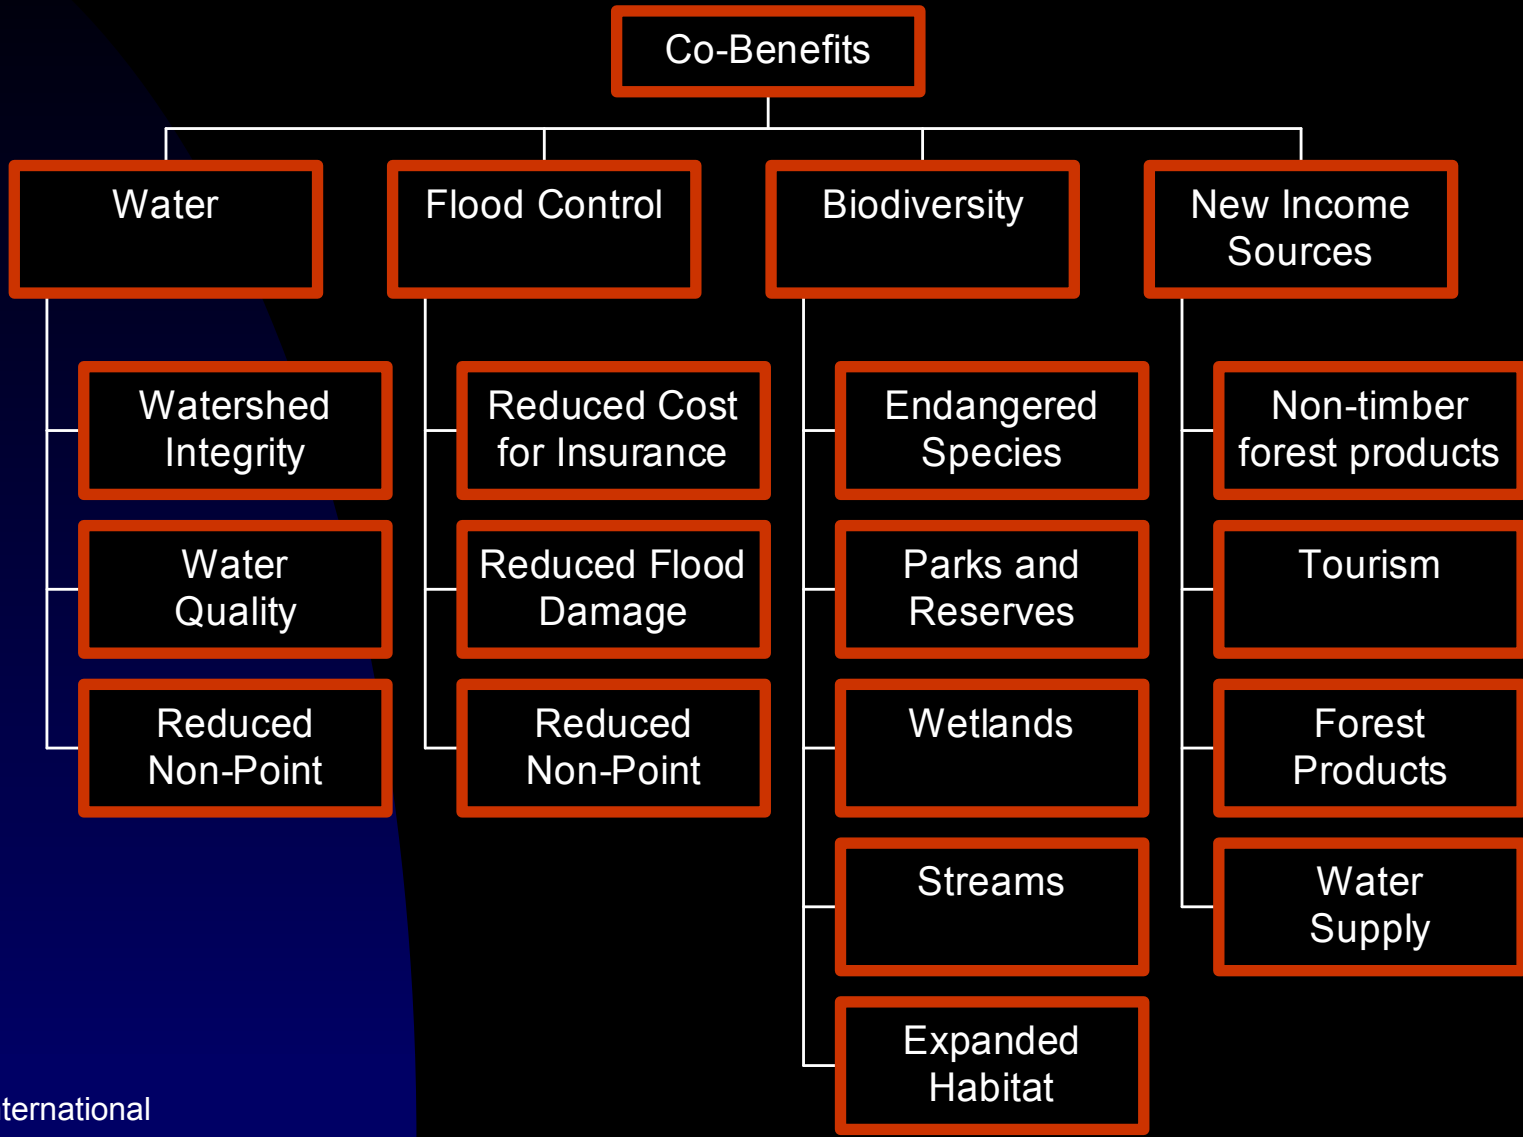 Co-Benefits
Water
Flood Control
Biodiversity
New Income
Sources
Watershed
Integrity
Reduced Cost
for Insurance
Endangered
Species
Non-timber
forest products
Water
Quality
Reduced Flood
Damage
Parks and
Reserves
Tourism
Reduced
Non-Point
Reduced
Non-Point
Wetlands
Forest
Products
Streams
Water
Supply
Expanded
Habitat